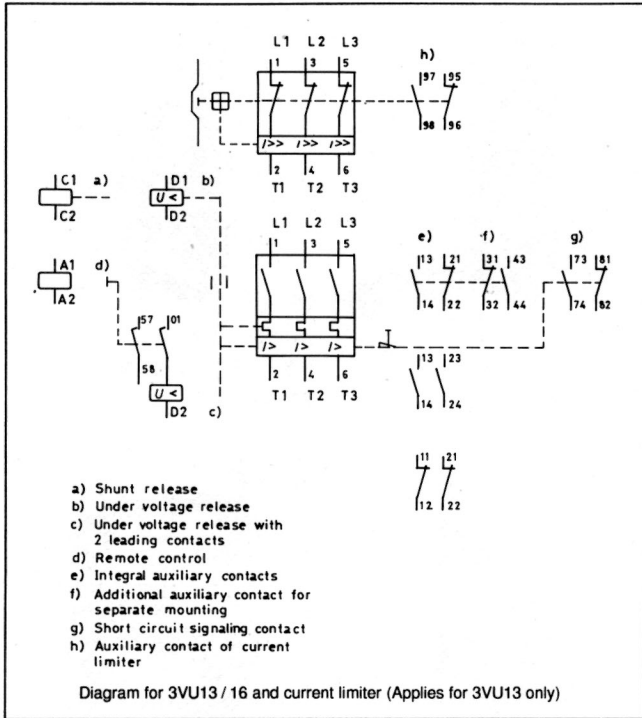 L1 L2 L3
1 3 5
h)
97 95
98 96
I>> I>> I>>
2 4 6
T1 T2 T3
C1 a)
C2
D1 b)
U <
D2
L1 L2 L3
1 3 5
A1 d)
A2
57 01
58
U <
D2 c)
I> I> I>
2 4 6
T1 T2 T3
e) f) g)
13 21 31 43 73 81
14 22 32 44 74 82
13 23
14 24
11 21
12 22
a) Shunt release
b) Under voltage release
c) Under voltage release with
2 leading contacts
d) Remote control
e) Integral auxiliary contacts
f) Additional auxiliary contact for
separate mounting
g) Short circuit signaling contact
h) Auxiliary contact of current
limiter
Diagram for 3VU13 / 16 and current limiter (Applies for 3VU13 only)